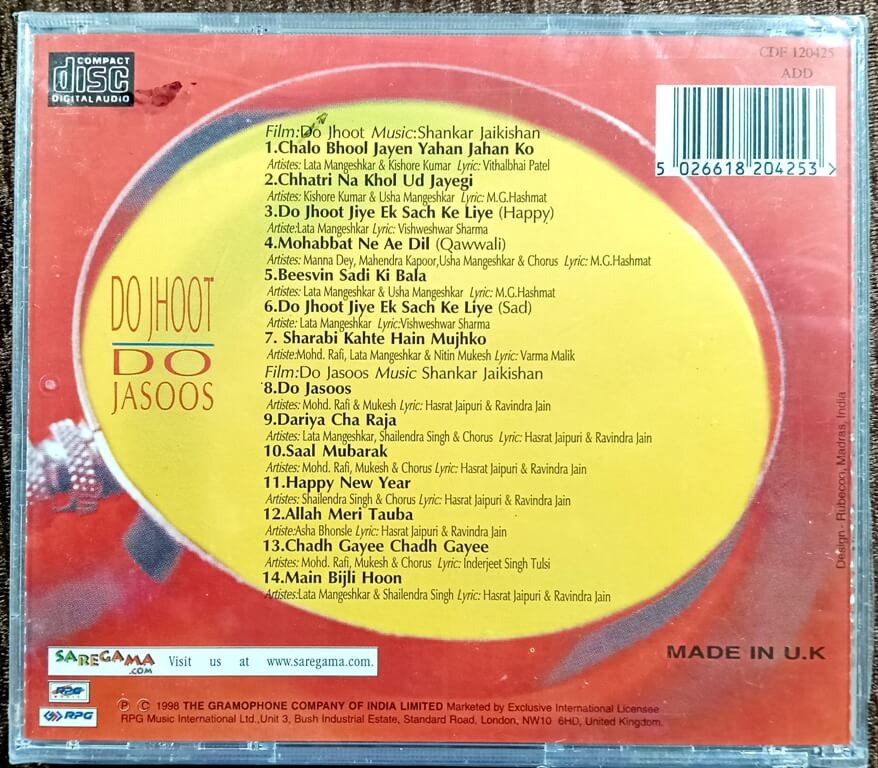 COMPACT
disc
DIGITAL AUDIO
CDF 120425
ADD
5 026618 204253 >
Film:Do Jhoot Music:Shankar Jaikishan
1.Chalo Bhool Jayen Yahan Jahan Ko
Artistes: Lata Mangeshkar & Kishore Kumar Lyric: Vithalbhai Patel
2.Chhatri Na Khol Ud Jayegi
Artistes: Kishore Kumar & Usha Mangeshkar Lyric: M.G.Hashmat
3.Do Jhoot Jiye Ek Sach Ke Liye (Happy)
Artiste:Lata Mangeshkar Lyric: Vishweshwar Sharma
4.Mohabbat Ne Ae Dil (Qawwali)
Artistes: Manna Dey, Mahendra Kapoor,Usha Mangeshkar & Chorus Lyric: M.G.Hashmat
5.Beesvin Sadi Ki Bala
Artistes: Lata Mangeshkar & Usha Mangeshkar Lyric: M.G.Hashmat
6.Do Jhoot Jiye Ek Sach Ke Liye (Sad)
Artiste: Lata Mangeshkar Lyric:Vishweshwar Sharma
7. Sharabi Kahte Hain Mujhko
Artiste:Mohd. Rafi, Lata Mangeshkar & Nitin Mukesh Lyric: Varma Malik
Film:Do Jasoos Music Shankar Jaikishan
8.Do Jasoos
Artistes: Mohd. Rafi & Mukesh Lyric: Hasrat Jaipuri & Ravindra Jain
9.Dariya Cha Raja
Artistes: Lata Mangeshkar, Shailendra Singh & Chorus Lyric: Hasrat Jaipuri & Ravindra Jain
10.Saal Mubarak
Artistes: Mohd. Rafi, Mukesh & Chorus Lyric: Hasrat Jaipuri & Ravindra Jain
11.Happy New Year
Artistes: Shailendra Singh & Chorus Lyric: Hasrat Jaipuri & Ravindra Jain
12.Allah Meri Tauba
Artiste:Asha Bhonsle Lyric: Hasrat Jaipuri & Ravindra Jain
13.Chadh Gayee Chadh Gayee
Artistes: Mohd. Rafi, Mukesh & Chorus Lyric: Inderjeet Singh Tulsi
14.Main Bijli Hoon
Artistes:Lata Mangeshkar & Shailendra Singh Lyric: Hasrat Jaipuri & Ravindra Jain
DO JHOOT
DO
JASOOS
Design - Rubecon, Madras, India
MADE IN U.K
SAREGAMA
.COM
Visit us at www.saregama.com.
RPG
MUSIC
RPG
℗ © 1998 THE GRAMOPHONE COMPANY OF INDIA LIMITED Marketed by Exclusive International Licensee
RPG Music International Ltd.,Unit 3, Bush Industrial Estate, Standard Road, London, NW10 6HD, United Kingdom.